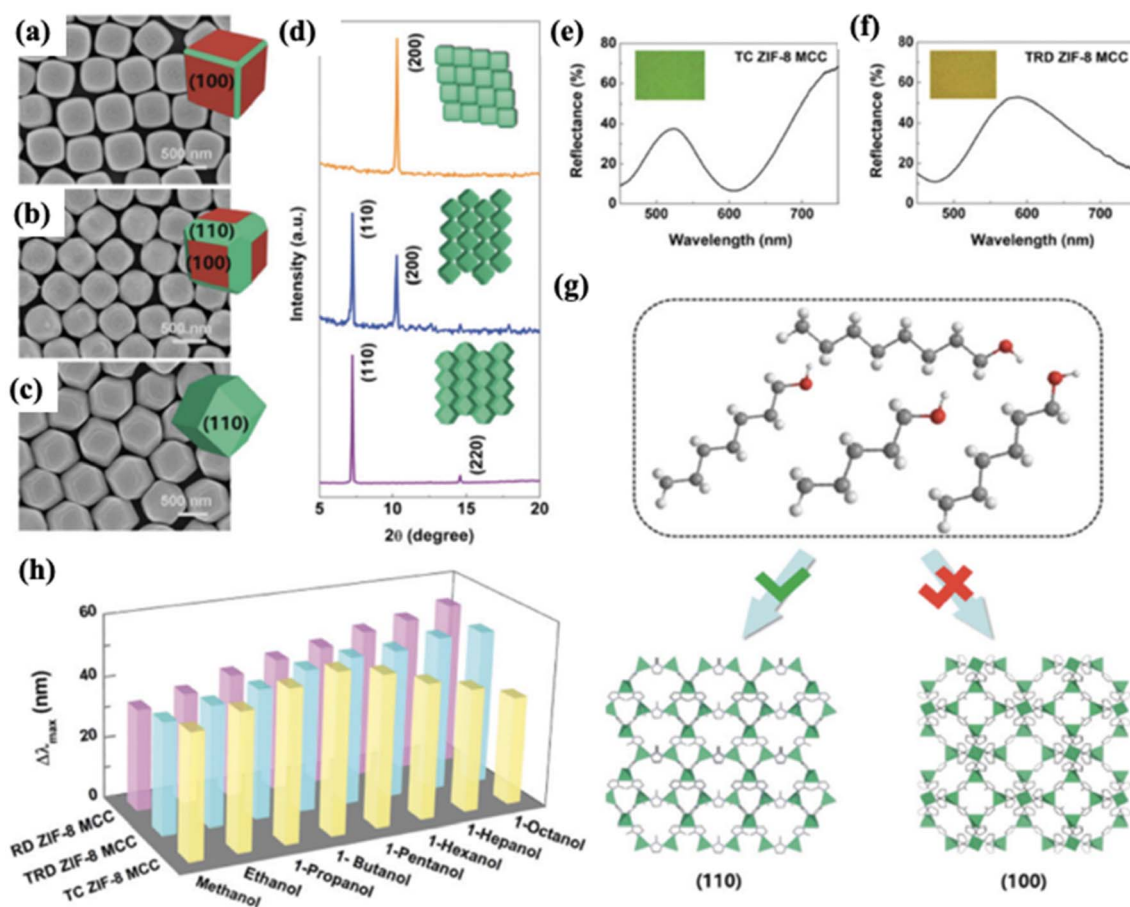 (a)
(100)
500 nm
(b)
(110)
(100)
500 nm
(c)
(110)
500 nm
(d)
(200)
(110)
(200)
(110)
(220)
Intensity (a.u.)
5 10 15 20
2θ (degree)
(e)
TC ZIF-8 MCC
80
60
40
20
0
Reflectance (%)
500 600 700
Wavelength (nm)
(f)
TRD ZIF-8 MCC
80
60
40
20
0
Reflectance (%)
500 600 700
Wavelength (nm)
(g)
(110)
(100)
(h)
60
40
20
0
Δλmax (nm)
RD ZIF-8 MCC
TRD ZIF-8 MCC
TC ZIF-8 MCC
Methanol
Ethanol
1-Propanol
1- Butanol
1-Pentanol
1-Hexanol
1-Hepanol
1-Octanol